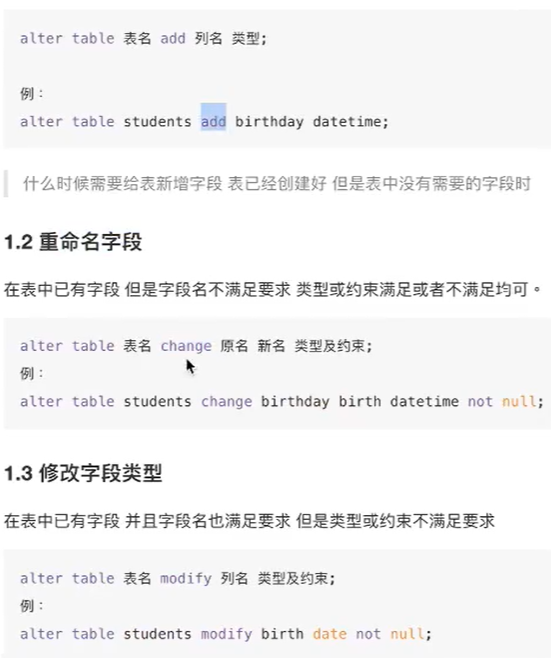 alter table 表名 add 列名 类型;
例：
alter table students add birthday datetime;
什么时候需要给表新增字段 表已经创建好 但是表中没有需要的字段时
1.2 重命名字段
在表中已有字段 但是字段名不满足要求 类型或约束满足或者不满足均可。
alter table 表名 change 原名 新名 类型及约束;
例：
alter table students change birthday birth datetime not null;
1.3 修改字段类型
在表中已有字段 并且字段名也满足要求 但是类型或约束不满足要求
alter table 表名 modify 列名 类型及约束;
例：
alter table students modify birth date not null;